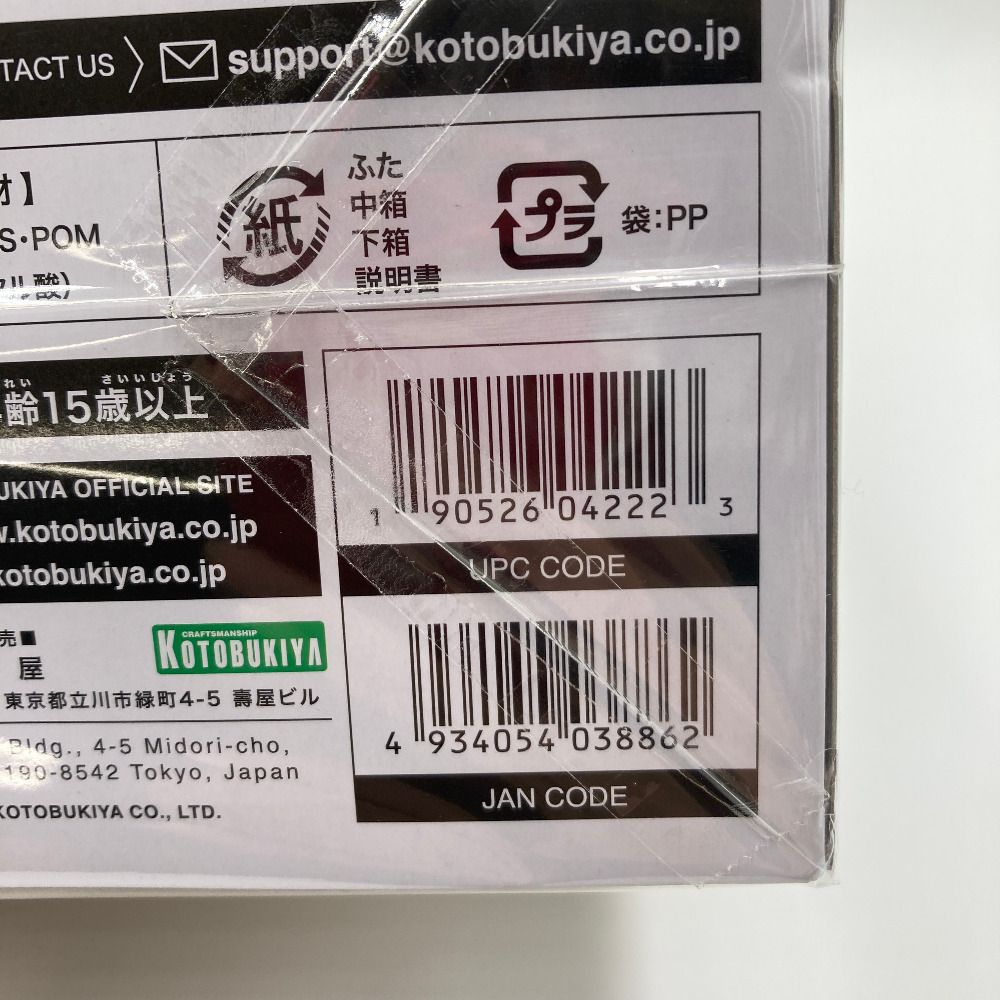 TACT US 〉 support@kotobukiya.co.jp
材】
S・POM
タル酸)
紙
ふた
中箱
下箱
説明書
プラ
袋:PP
れい さいいじょう
齢15歳以上
UKIYA OFFICIAL SITE
w.kotobukiya.co.jp
kotobukiya.co.jp
売■
屋
CRAFTSMANSHIP
KOTOBUKIYA
東京都立川市緑町4-5 壽屋ビル
Bldg., 4-5 Midori-cho,
190-8542 Tokyo, Japan
KOTOBUKIYA CO., LTD.
1 90526 04222 3
UPC CODE
4 934054 038862
JAN CODE